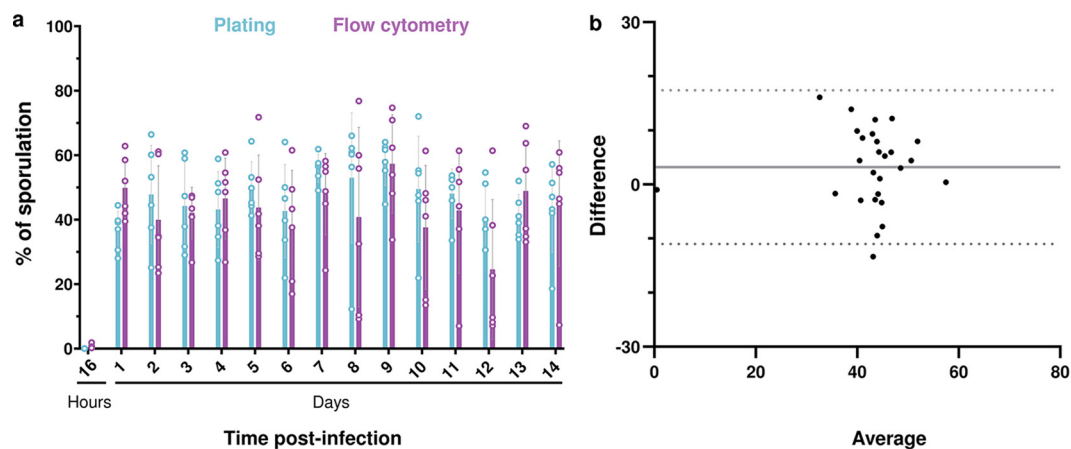 a
Plating Flow cytometry
% of sporulation
100
80
60
40
20
0
16 1 2 3 4 5 6 7 8 9 10 11 12 13 14
Hours Days
Time post-infection
b
Difference
30
0
-30
0 20 40 60 80
Average